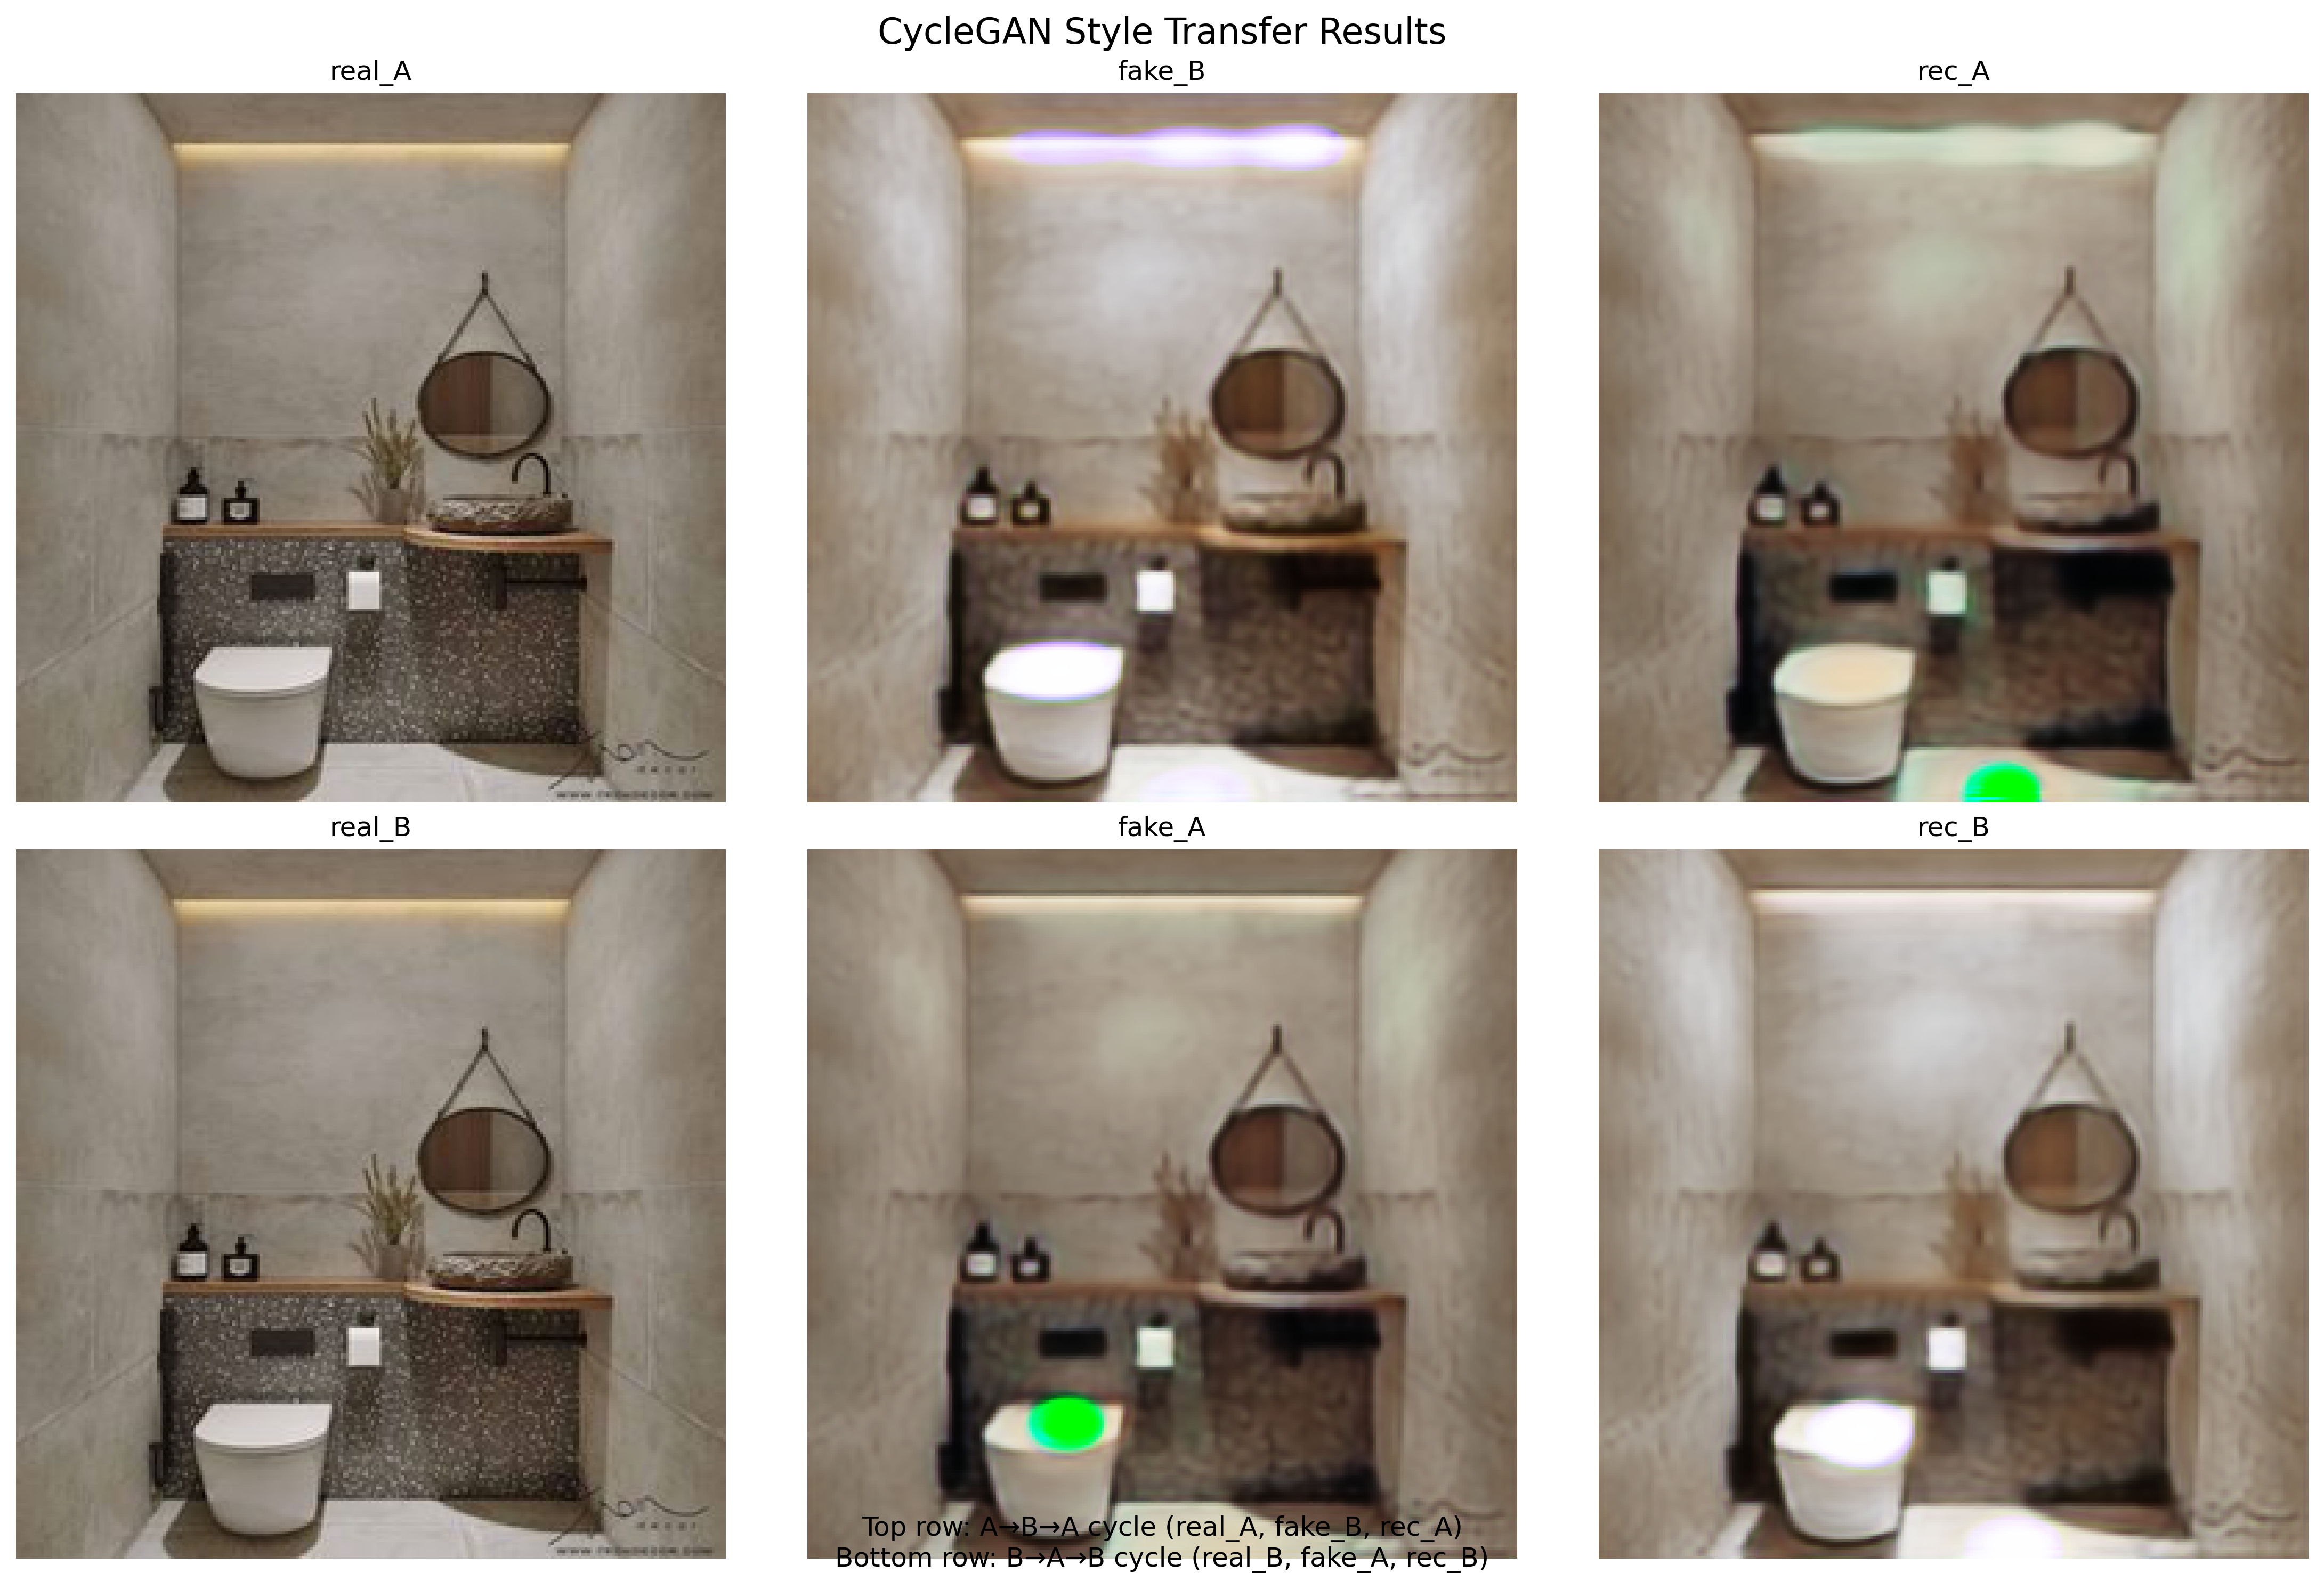 CycleGAN Style Transfer Results
real_A
fake_B
rec_A
real_B
fake_A
rec_B
Top row: A→B→A cycle (real_A, fake_B, rec_A)
Bottom row: B→A→B cycle (real_B, fake_A, rec_B)